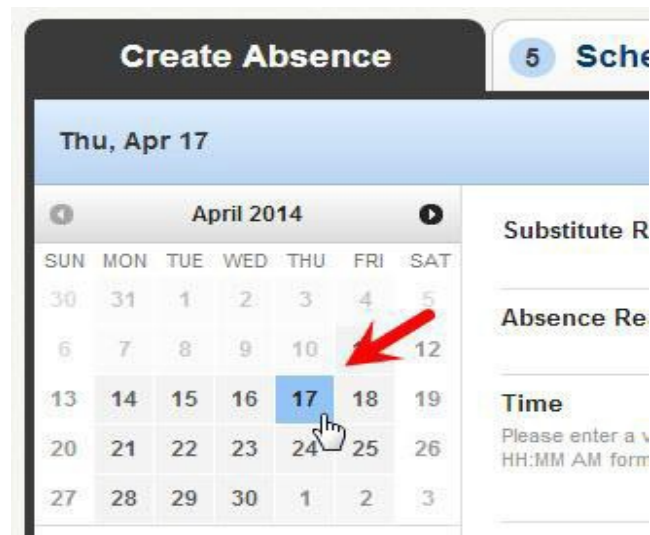 Create Absence
5 Sche
Thu, Apr 17
April 2014
SUN MON TUE WED THU FRI SAT
30 31 1 2 3 4 5
6 7 8 9 10 12
13 14 15 16 17 18 19
20 21 22 23 24 25 26
27 28 29 30 1 2 3
Substitute R
Absence Re
Time
Please enter a v
HH:MM AM form